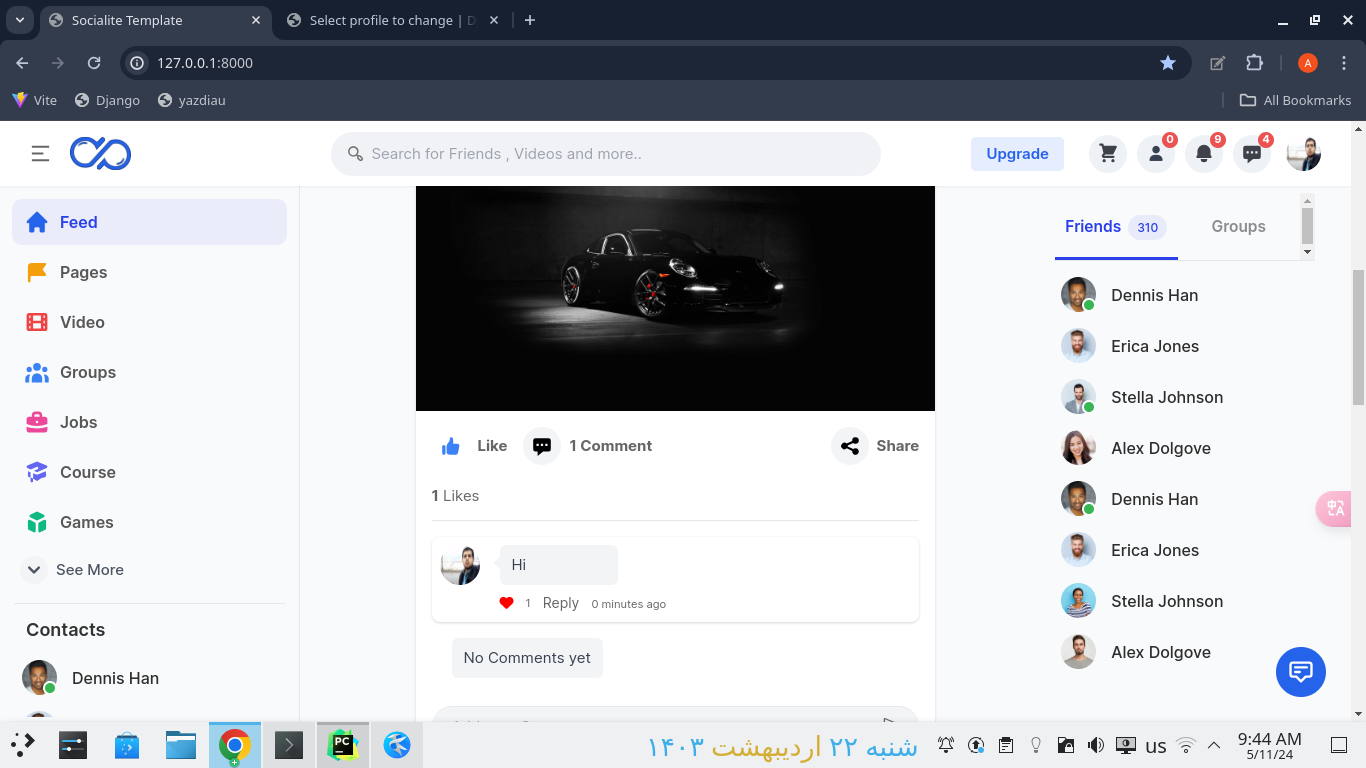 Socialite Template
Select profile to change | D
127.0.0.1:8000
A
Vite
Django
yazdiau
All Bookmarks
Search for Friends , Videos and more..
Upgrade
0
9
4
Feed
Pages
Video
Groups
Jobs
Course
Games
See More
Contacts
Dennis Han
Like
1 Comment
Share
1 Likes
Hi
1 Reply 0 minutes ago
No Comments yet
Friends 310
Groups
Dennis Han
Erica Jones
Stella Johnson
Alex Dolgove
Dennis Han
Erica Jones
Stella Johnson
Alex Dolgove
PC
شنبه ۲۲ اردیبهشت ۱۴۰۳
us
9:44 AM
5/11/24